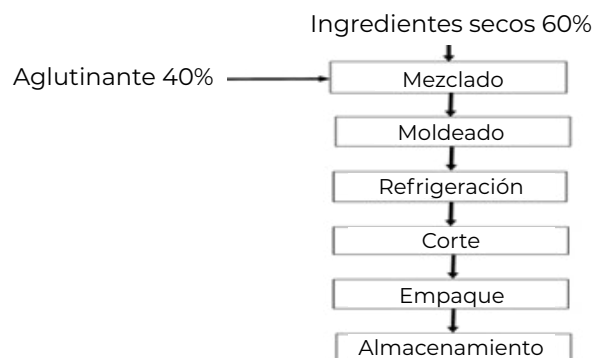 Ingredientes secos 60%
Aglutinante 40%
Mezclado
Moldeado
Refrigeración
Corte
Empaque
Almacenamiento